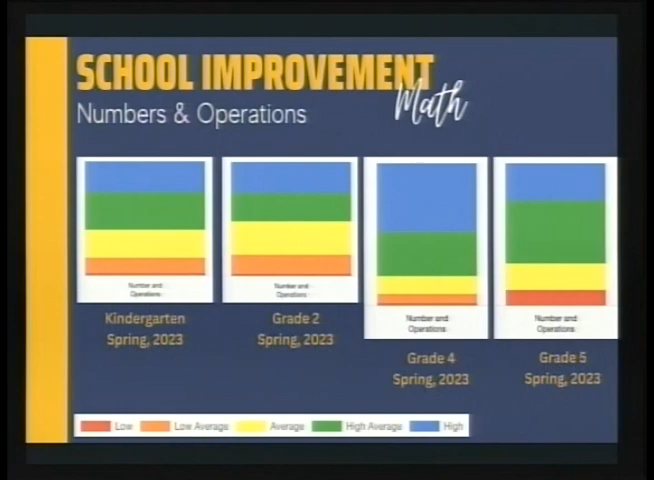 SCHOOL IMPROVEMENT
Math
Numbers & Operations
Number and
Operations
Kindergarten
Spring, 2023
Number and
Operations
Grade 2
Spring, 2023
Number and
Operations
Grade 4
Spring, 2023
Number and
Operations
Grade 5
Spring, 2023
Low Low Average Average High Average High